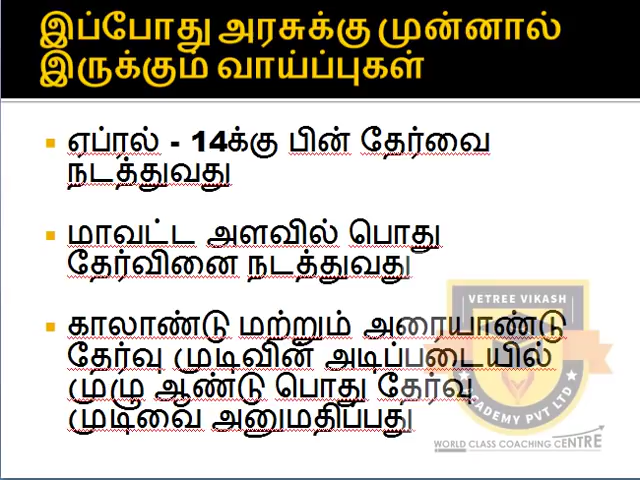 இப்போது அரசுக்கு முன்னால்
இருக்கும் வாய்ப்புகள்
ஏப்ரல் - 14க்கு பின் தேர்வை
நடத்துவது
மாவட்ட அளவில் பொது
தேர்வினை நடத்துவது
காலாண்டு மற்றும் அரையாண்டு
தேர்வு முடிவின் அடிப்படை யில்
முழு ஆண்டு பொது தேர்வு
முடிவை அனுமதிப்பது
VETREE VIKASH
ACADEMY PVT LTD
WORLD CLASS COACHING CENTRE